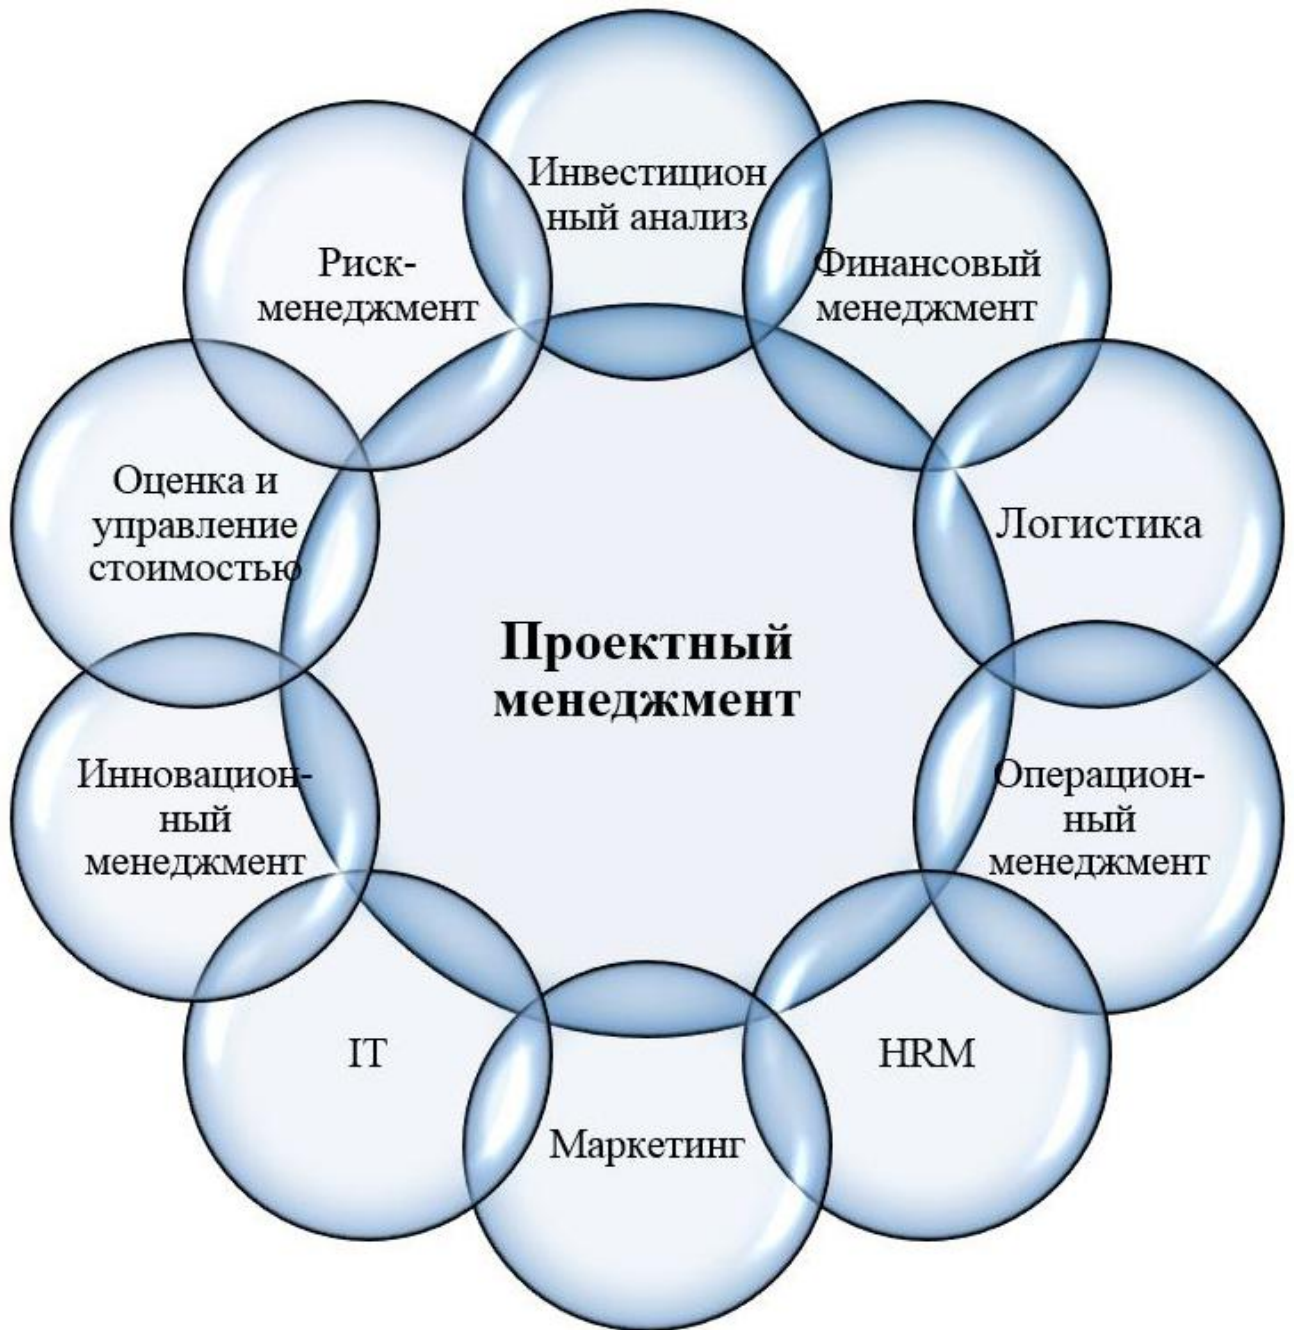 Инвестицион
ный анализ
Финансовый
менеджмент
Логистика
Операцион-
ный
менеджмент
HRM
Маркетинг
IT
Инновацион-
ный
менеджмент
Оценка и
управление
стоимостью
Риск-
менеджмент
Проектный
менеджмент